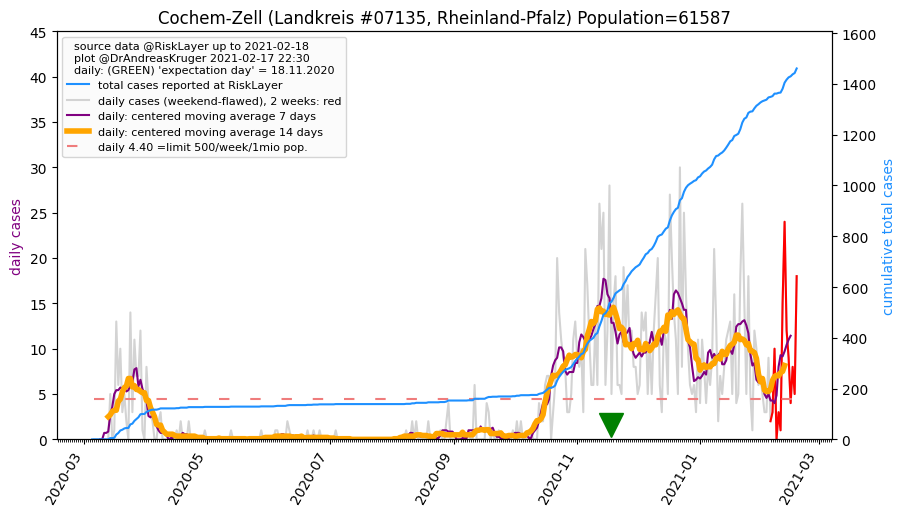 Cochem-Zell (Landkreis #07135, Rheinland-Pfalz) Population=61587
source data @RiskLayer up to 2021-02-18
plot @DrAndreasKruger 2021-02-17 22:30
daily: (GREEN) 'expectation day' = 18.11.2020
total cases reported at RiskLayer
daily cases (weekend-flawed), 2 weeks: red
daily: centered moving average 7 days
daily: centered moving average 14 days
daily 4.40 =limit 500/week/1mio pop.
daily cases
45
40
35
30
25
20
15
10
5
0
cumulative total cases
1600
1400
1200
1000
800
600
400
200
0
2020-03
2020-05
2020-07
2020-09
2020-11
2021-01
2021-03